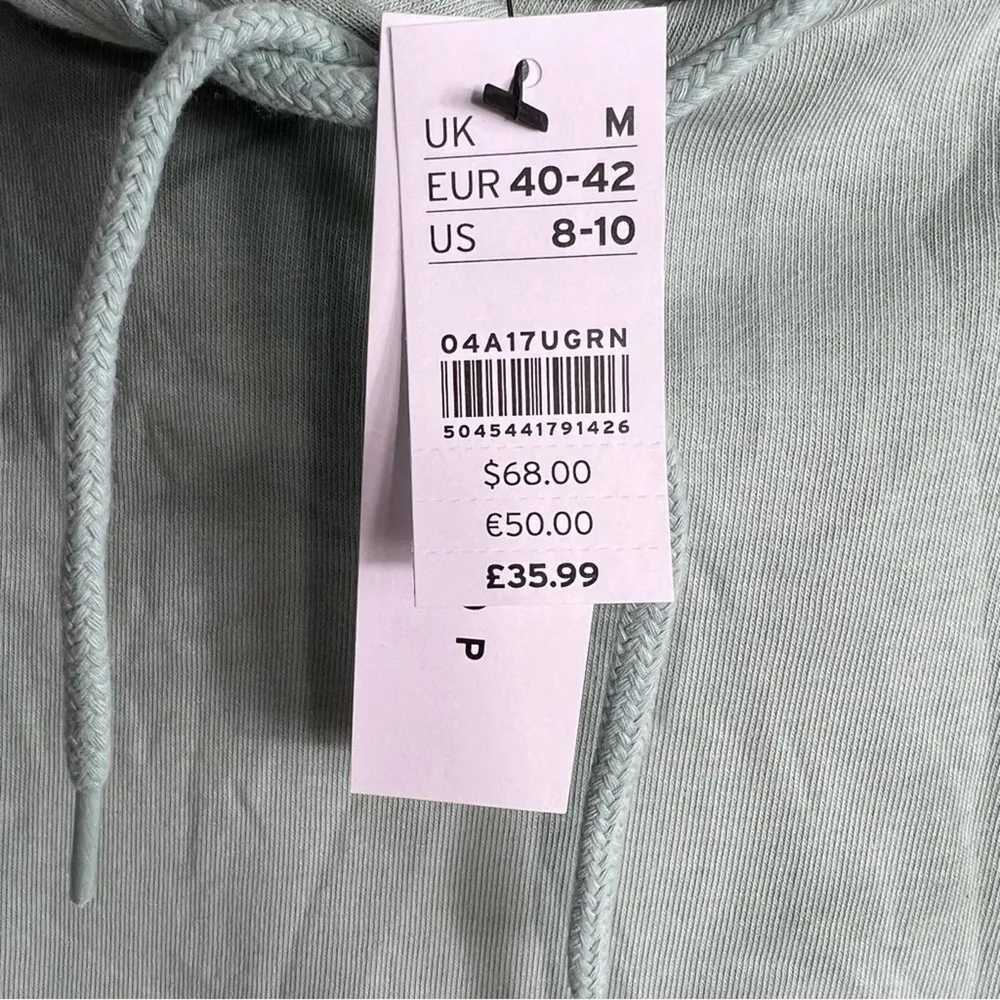 UK M
EUR 40-42
US 8-10
04A17UGRN
5045441791426
$68.00
€50.00
£35.99
P